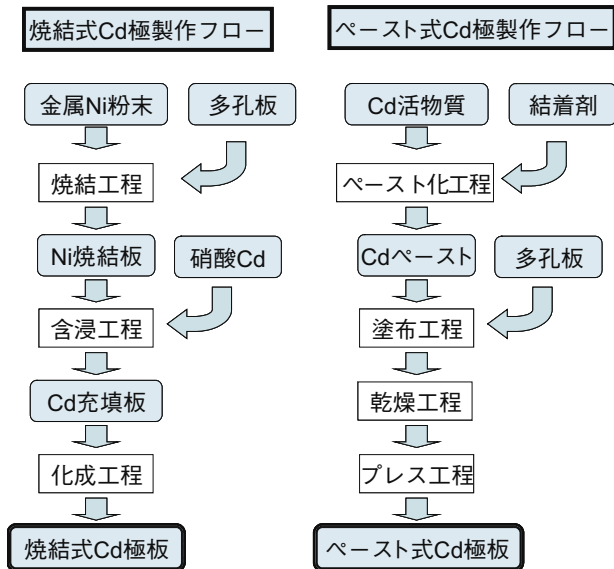 焼結式Cd極製作フロー
金属Ni粉末
多孔板
焼結工程
Ni焼結板
硝酸Cd
含浸工程
Cd充填板
化成工程
焼結式Cd極板
ペースト式Cd極製作フロー
Cd活物質
結着剤
ペースト化工程
Cdペースト
多孔板
塗布工程
乾燥工程
プレス工程
ペースト式Cd極板